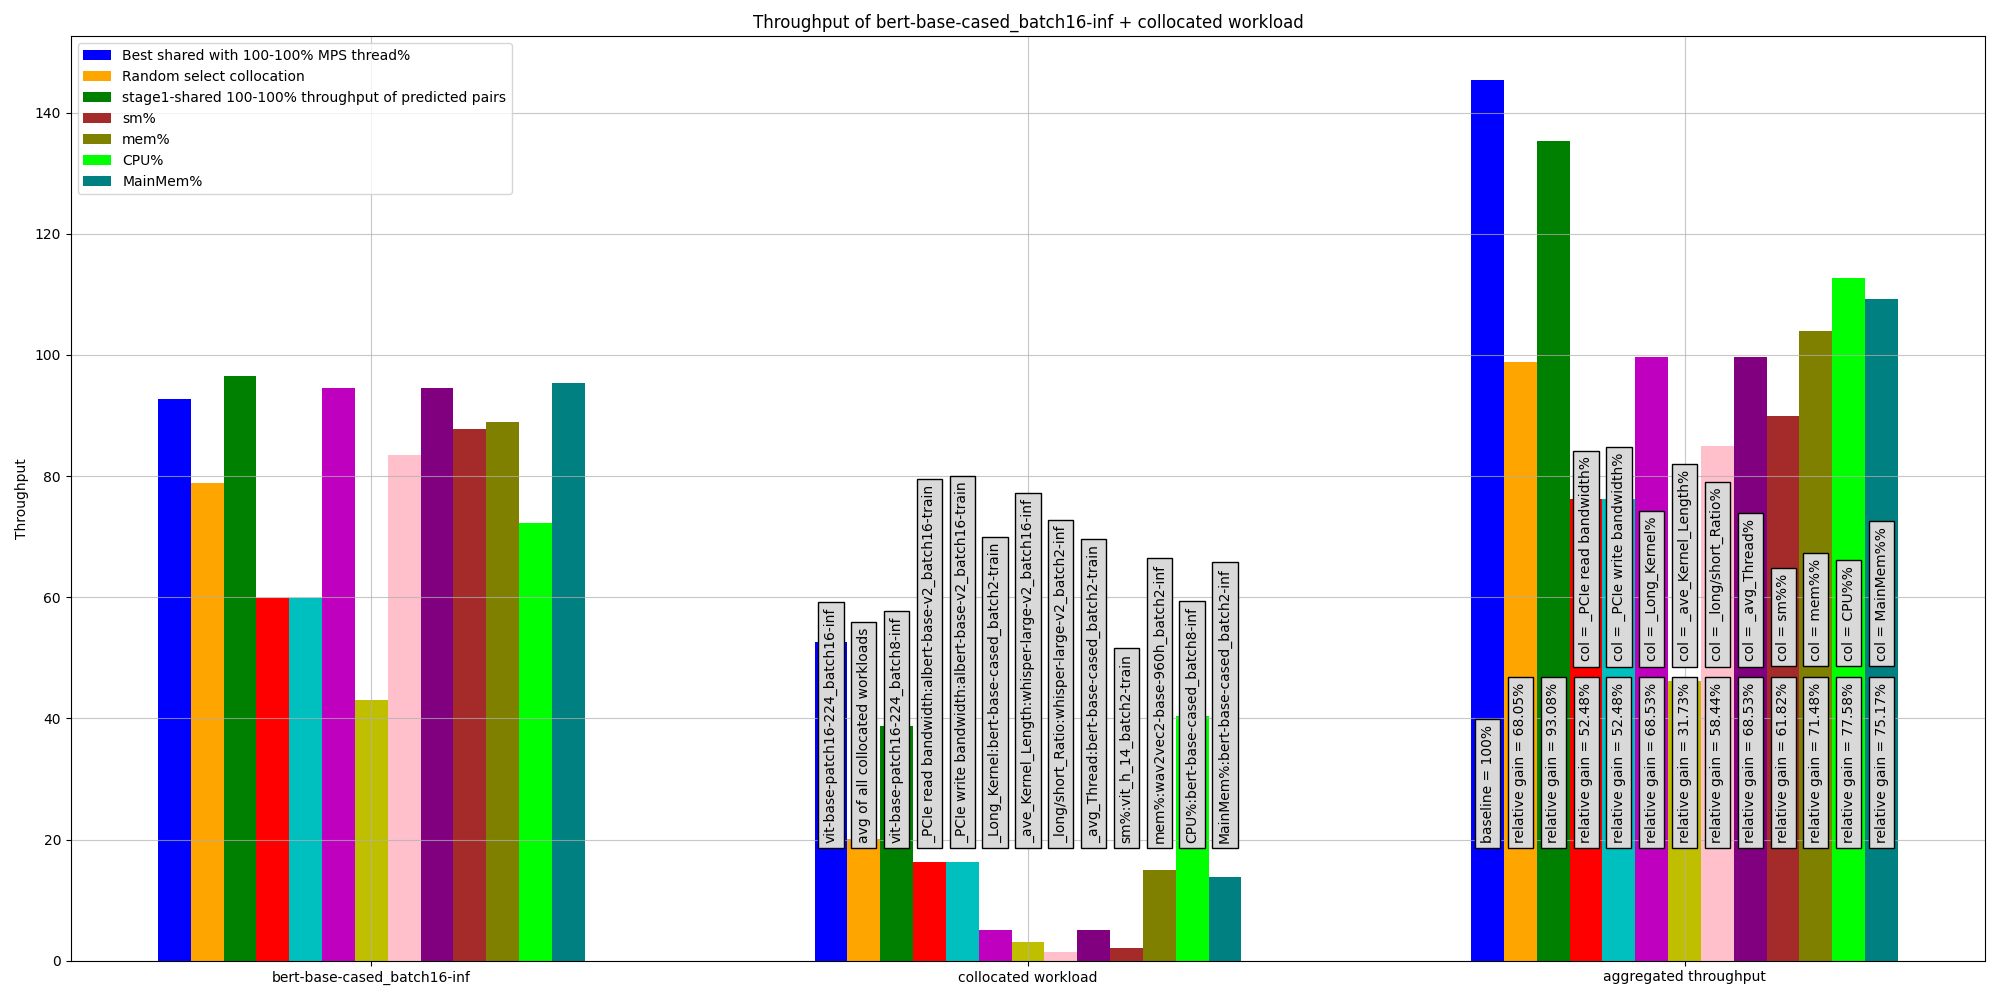 Throughput of bert-base-cased_batch16-inf + collocated workload
Best shared with 100-100% MPS thread%
Random select collocation
stage1-shared 100-100% throughput of predicted pairs
sm%
mem%
CPU%
MainMem%
Throughput
140
120
100
80
60
40
20
0
vit-base-patch16-224_batch16-inf
avg of all collocated workloads
vit-base-patch16-224_batch8-inf
_PCIe read bandwidth:albert-base-v2_batch16-train
_PCIe write bandwidth:albert-base-v2_batch16-train
_Long_Kernel:bert-base-cased_batch2-train
_ave_Kernel_Length:whisper-large-v2_batch16-inf
_long/short_Ratio:whisper-large-v2_batch2-inf
_avg_Thread:bert-base-cased_batch2-train
sm%:vit_h_14_batch2-train
mem%:wav2vec2-base-960h_batch2-inf
CPU%:bert-base-cased_batch8-inf
MainMem%:bert-base-cased_batch2-inf
col = _PCIe read bandwidth%
col = _PCIe write bandwidth%
col = _Long_Kernel%
col = _ave_Kernel_Length%
col = _long/short_Ratio%
col = _avg_Thread%
col = sm%%
col = mem%%
col = CPU%%
col = MainMem%%
baseline = 100%
relative gain = 68.05%
relative gain = 93.08%
relative gain = 52.48%
relative gain = 52.48%
relative gain = 68.53%
relative gain = 31.73%
relative gain = 58.44%
relative gain = 68.53%
relative gain = 61.82%
relative gain = 71.48%
relative gain = 77.58%
relative gain = 75.17%
bert-base-cased_batch16-inf
collocated workload
aggregated throughput